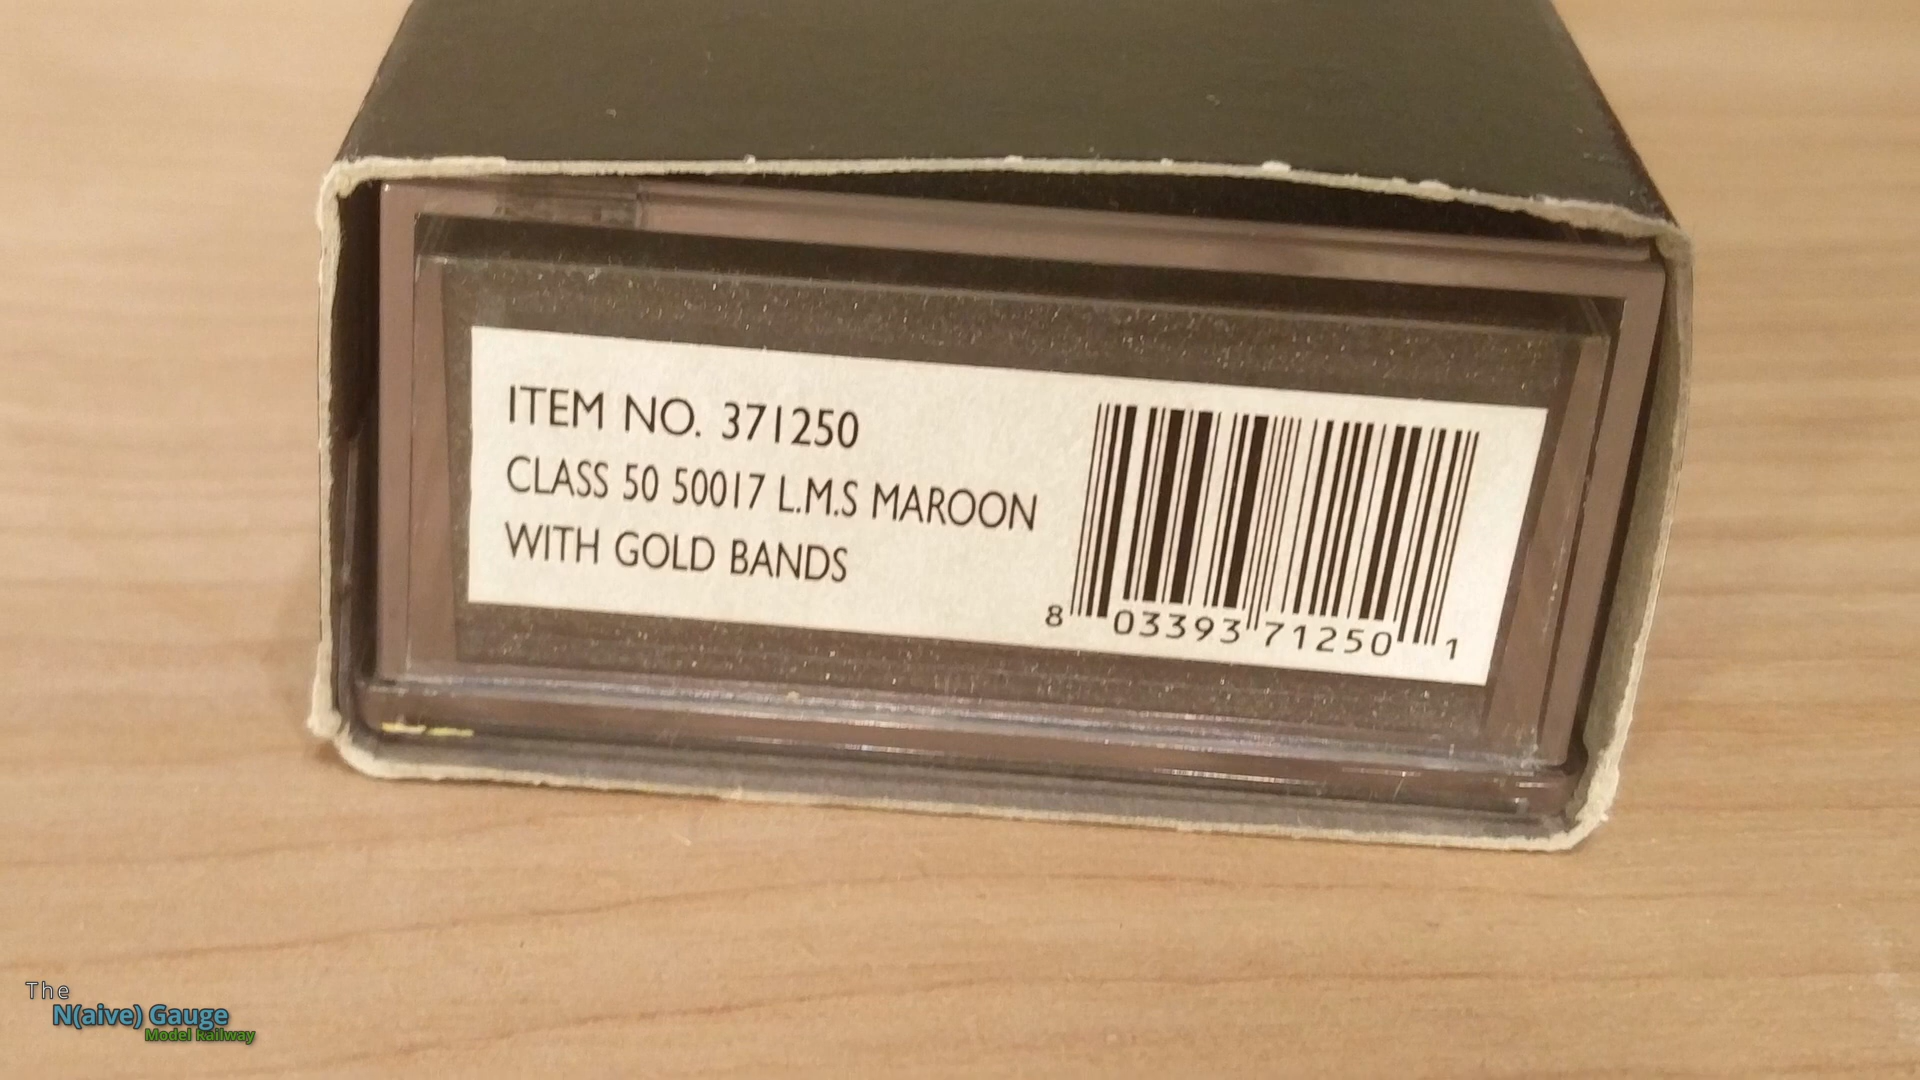 ITEM NO. 371250
CLASS 50 50017 L.M.S MAROON
WITH GOLD BANDS
8 03393 71250 1
The
N(aive) Gauge
Model Railway